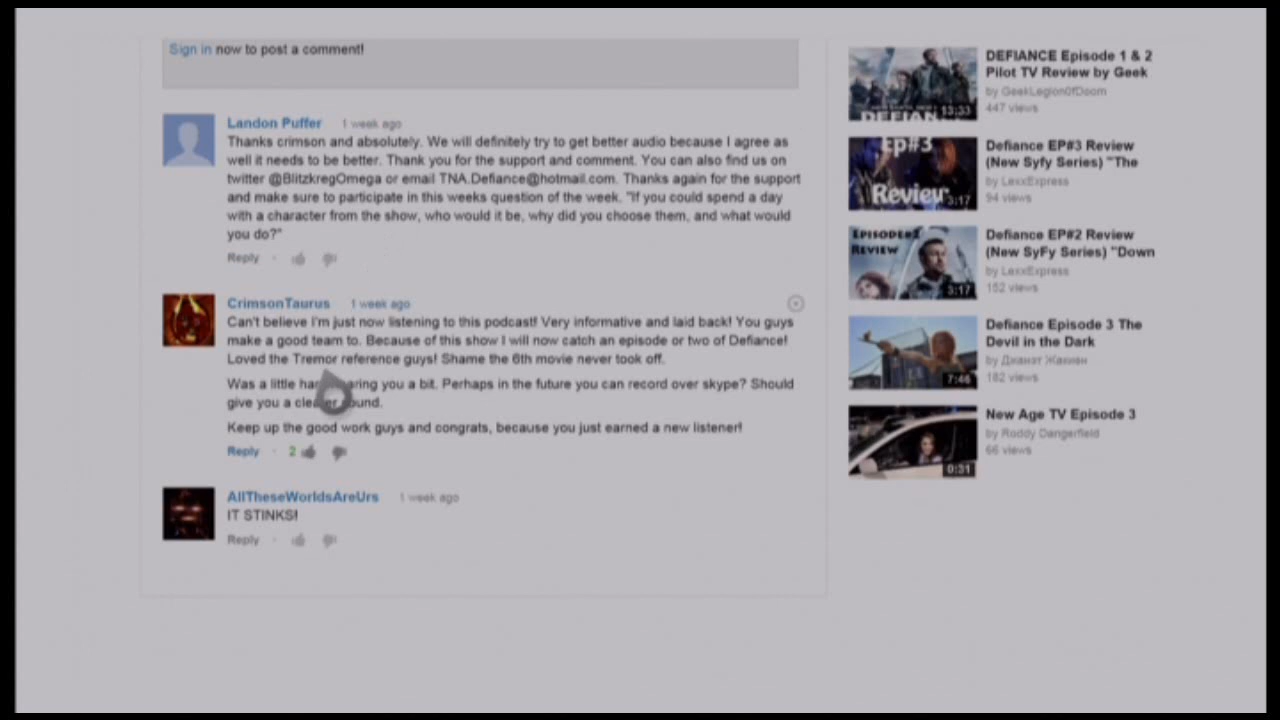 Sign in now to post a comment!
Landon Puffer 1 week ago
Thanks crimson and absolutely. We will definitely try to get better audio because I agree as
well it needs to be better. Thank you for the support and comment. You can also find us on
twitter @BlitzkregOmega or email TNA.Defiance@hotmail.com. Thanks again for the support
and make sure to participate in this weeks question of the week. "If you could spend a day
with a character from the show, who would it be, why did you choose them, and what would
you do?"
Reply
CrimsonTaurus 1 week ago
Can't believe i'm just now listening to this podcast! Very informative and laid back! You guys
make a good team to. Because of this show I will now catch an episode or two of Defiance!
Loved the Tremor reference guys! Shame the 6th movie never took off.
Was a little you a bit. Perhaps in the future you can record over skype? Should
give you a
Keep up the good work guys and congrats, because you just earned a new listener!
Reply 2
AllTheseWorldsAreUrs 1 week ago
IT STINKS!
Reply
DEFIANCE Episode 1 & 2
Pilot TV Review by Geek
by GeekLegionOfDoom
447 views
13:33
Defiance EP#3 Review
(New Syfy Series) "The
by LexxExpress
94 views
Ep#3
Review
3:17
Defiance EP#2 Review
(New SyFy Series) "Down
by LexxExpress
152 views
REVIEW
3:17
Defiance Episode 3 The
Devil in the Dark
by Джанэт Жакиен
182 views
7:46
New Age TV Episode 3
by Roddy Dangerfield
66 views
0:31